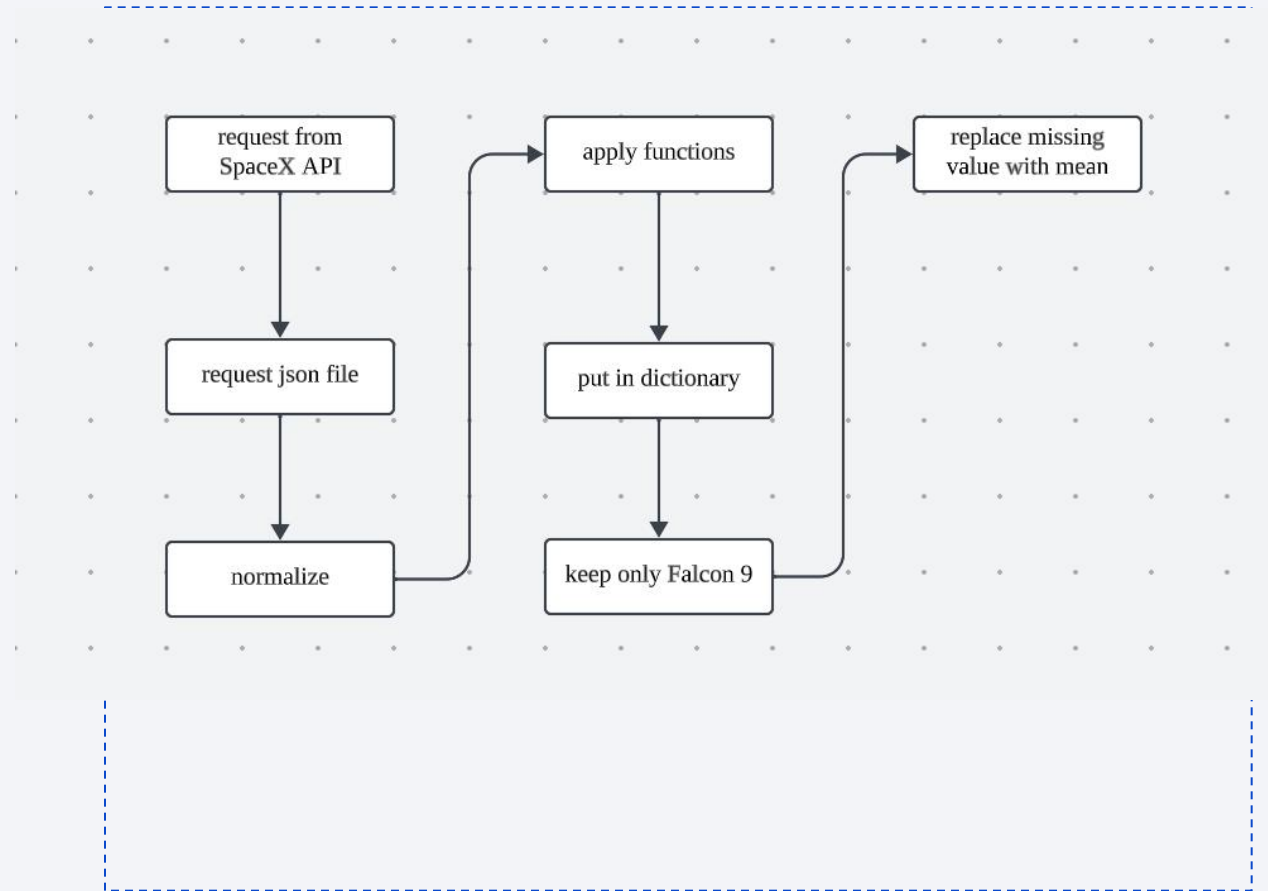 request from
SpaceX API
request json file
normalize
apply functions
put in dictionary
keep only Falcon 9
replace missing
value with mean